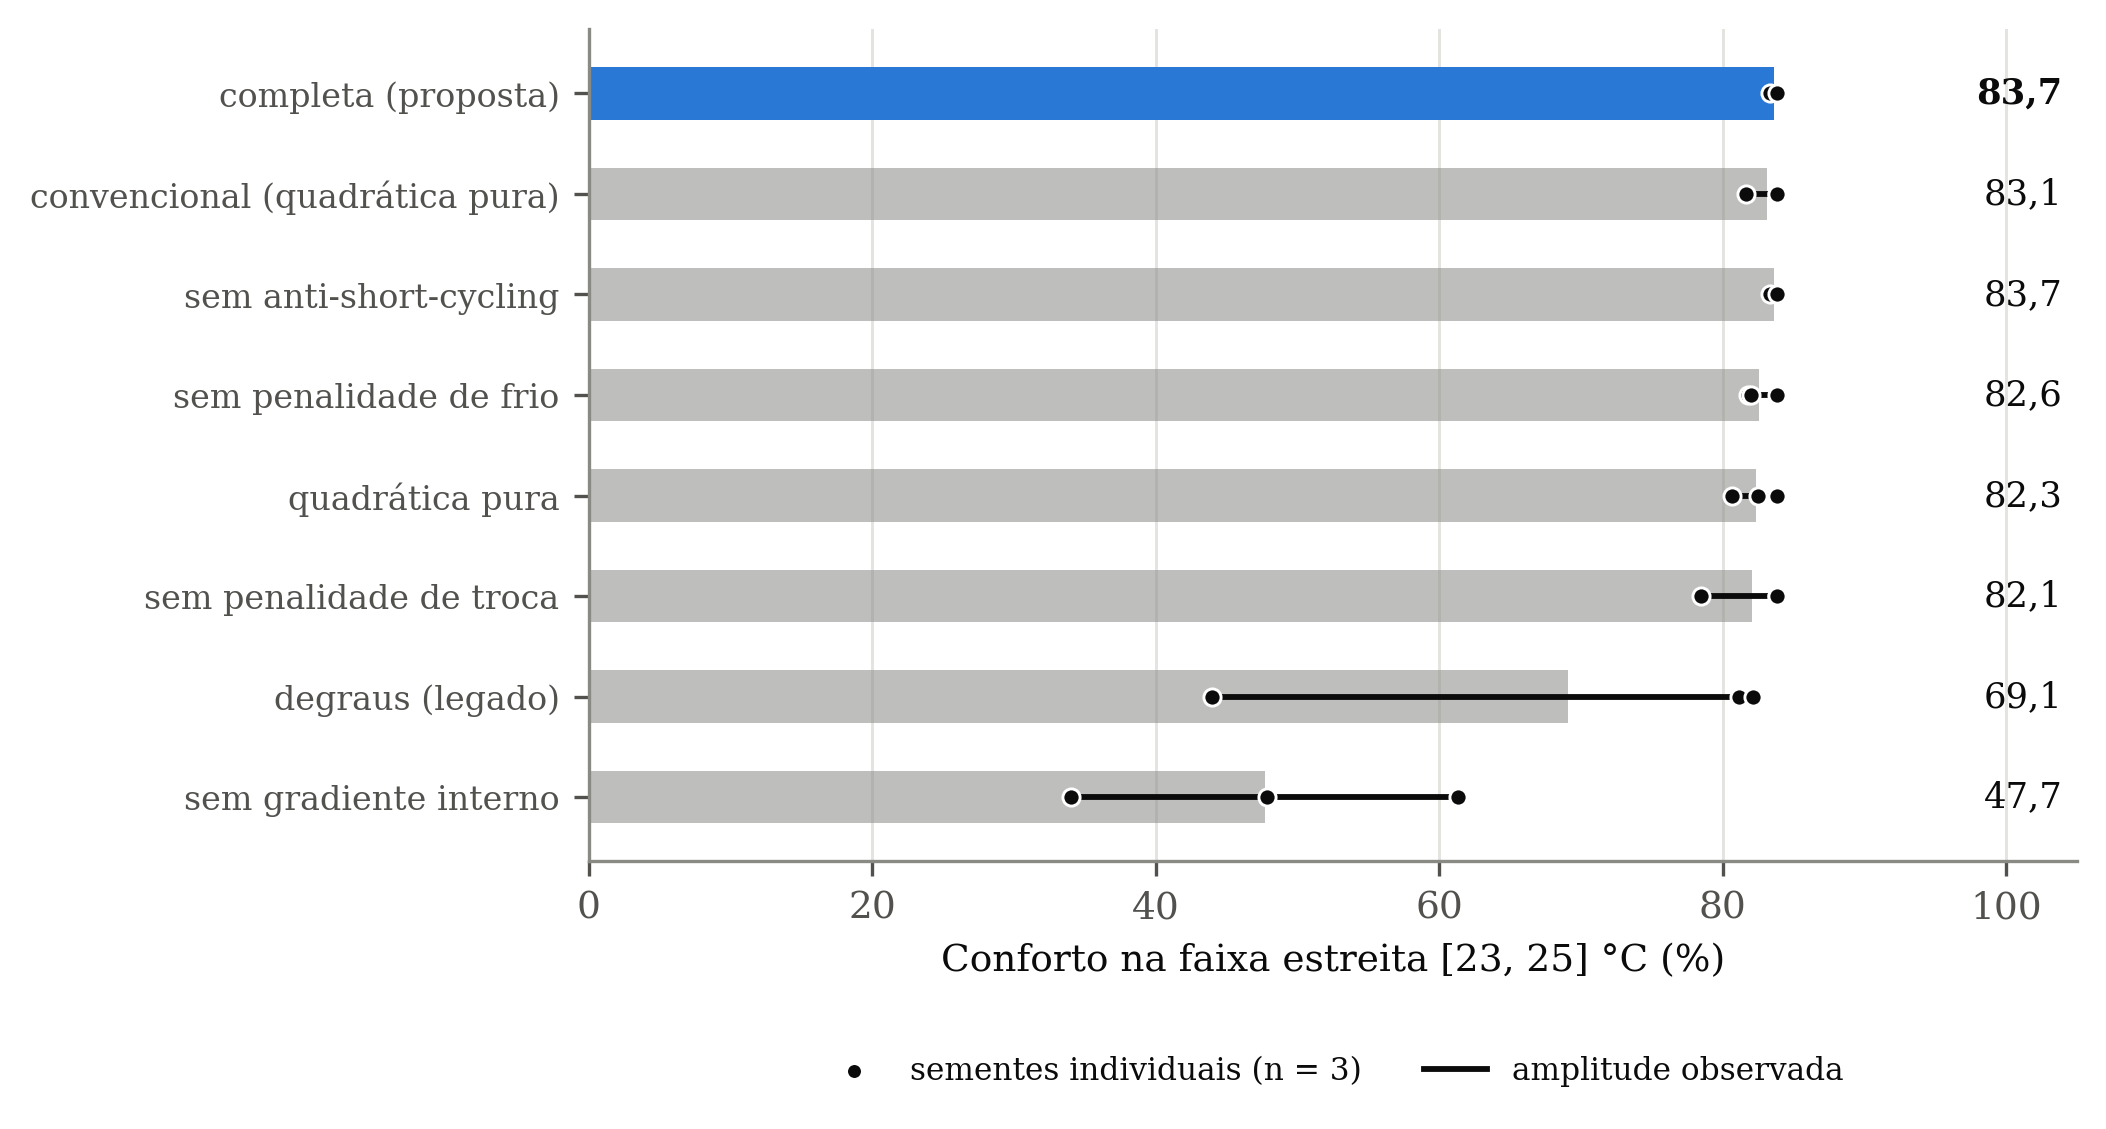 completa (proposta) 83,7
convencional (quadrática pura) 83,1
sem anti-short-cycling 83,7
sem penalidade de frio 82,6
quadrática pura 82,3
sem penalidade de troca 82,1
degraus (legado) 69,1
sem gradiente interno 47,7
0 20 40 60 80 100
Conforto na faixa estreita [23, 25] °C (%)
sementes individuais (n = 3) amplitude observada